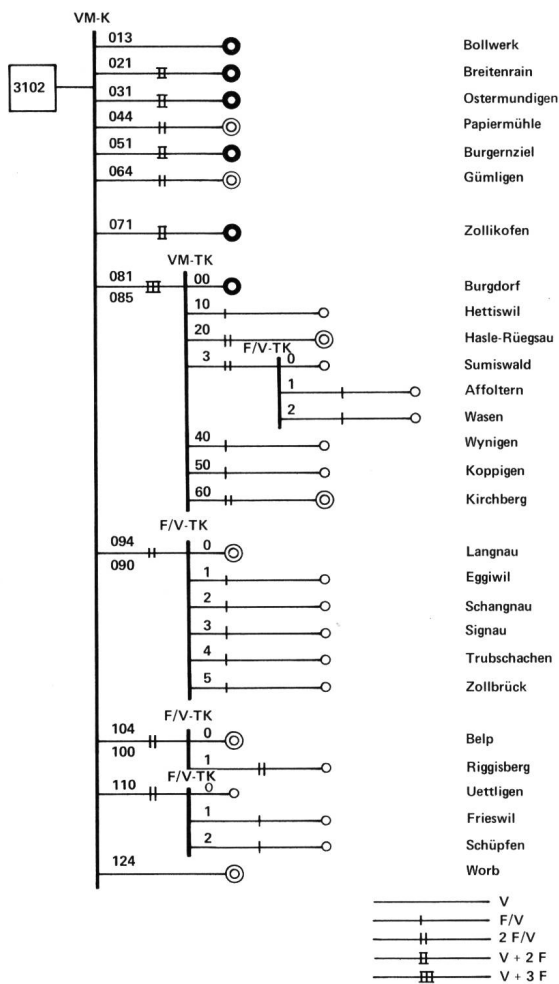 VM-K
013 Bollwerk
3102
021 Breitenrain
031 Ostermundigen
044 Papiermühle
051 Burgernziel
064 Gümligen
071 Zollikofen
VM-TK
081 00 Burgdorf
085
10 Hettiswil
20 Hasle-Rüegsau
F/V-TK
3 0 Sumiswald
1 Affoltern
2 Wasen
40 Wynigen
50 Koppigen
60 Kirchberg
F/V-TK
094 0 Langnau
090
1 Eggiwil
2 Schangnau
3 Signau
4 Trubschachen
5 Zollbrück
F/V-TK
104 0 Belp
100
1 Riggisberg
F/V-TK
110 0 Uettligen
1 Frieswil
2 Schüpfen
124 Worb
V
F/V
2 F/V
V + 2 F
V + 3 F